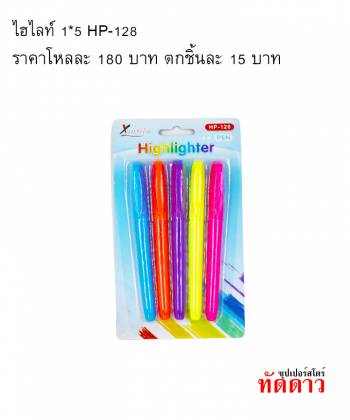 ไฮไลท์ 1*5 HP-128
ราคาโหลละ 180 บาท ตกชิ้นละ 15 บาท
HP-128
PEN
Highlighter
ซุปเปอร์สโตร์
ทัดดาว